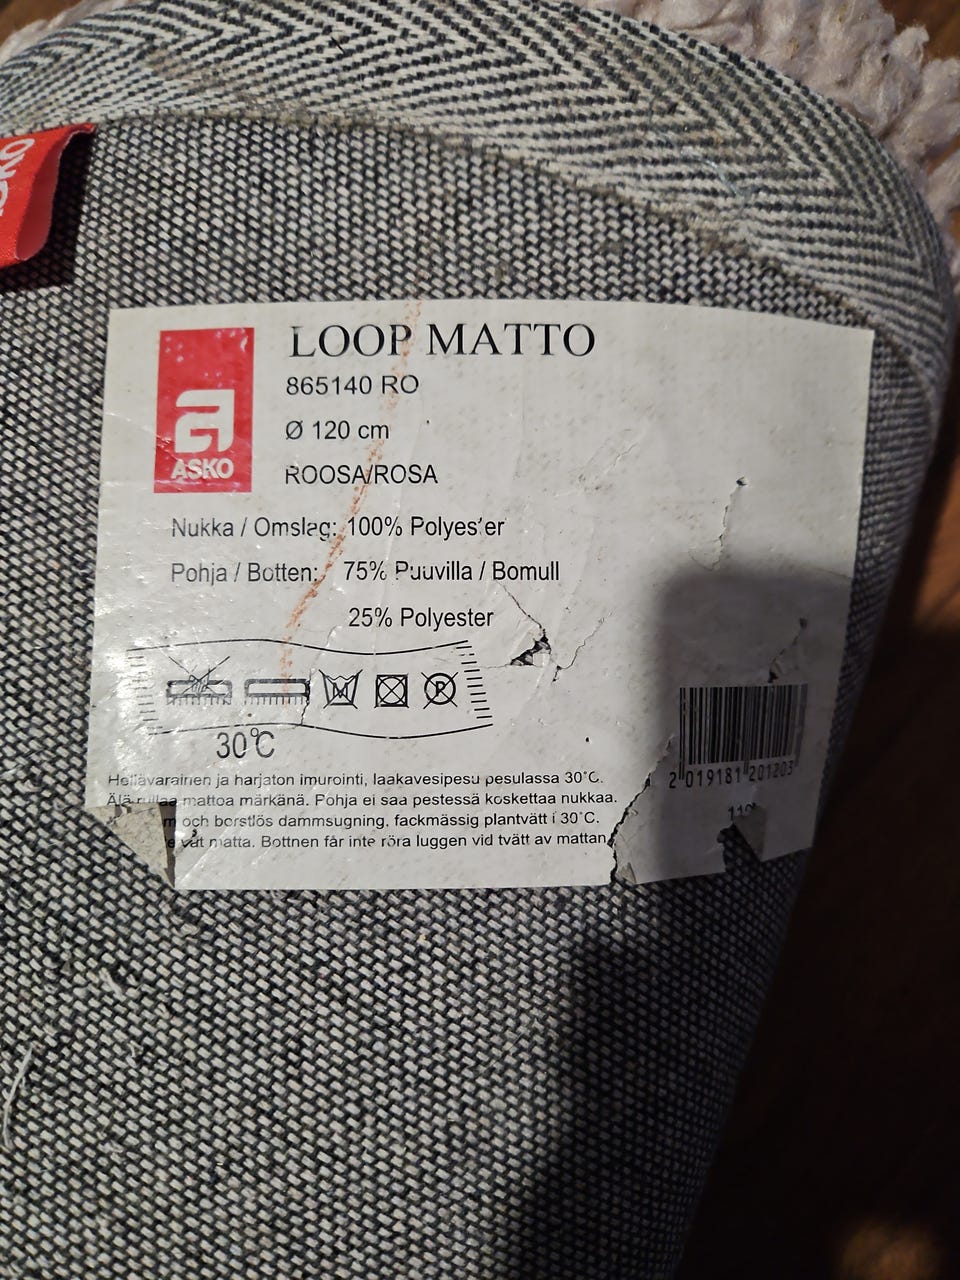 ASKO
LOOP MATTO
865140 RO
Ø 120 cm
ROOSA/ROSA
ASKO
Nukka / Omslag: 100% Polyester
Pohja / Botten: 75% Puuvilla / Bomull
25% Polyester
30°C
Hellävarainen ja harjaton imurointi, laakavesipesu pesulassa 30°C.
Älä rullaa mattoa märkänä. Pohja ei saa pestessä koskettaa nukkaa.
och borstlös dammsugning, fackmässig plantvätt i 30°C.
våt matta. Bottnen får inte röra luggen vid tvätt av mattan
2 019181 201203